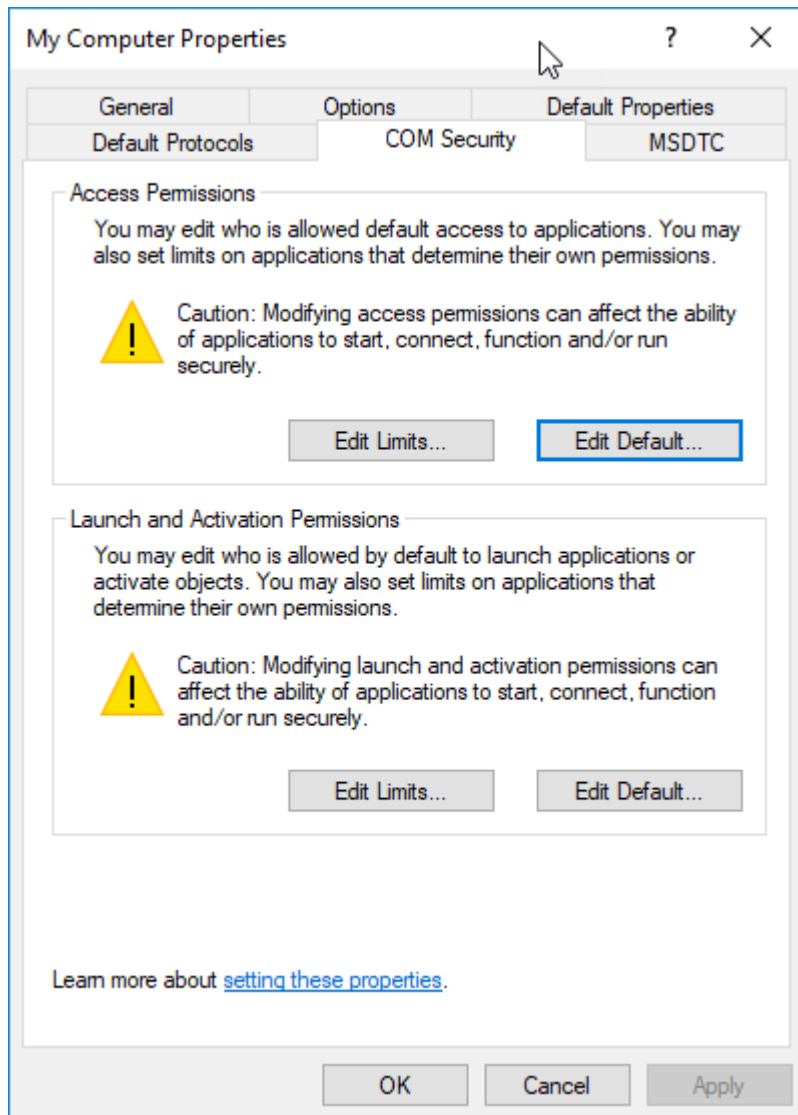 My Computer Properties
?
General
Options
Default Properties
Default Protocols
COM Security
MSDTC
Access Permissions
You may edit who is allowed default access to applications. You may
also set limits on applications that determine their own permissions.
Caution: Modifying access permissions can affect the ability
of applications to start, connect, function and/or run
securely.
Edit Limits...
Edit Default...
Launch and Activation Permissions
You may edit who is allowed by default to launch applications or
activate objects. You may also set limits on applications that
determine their own permissions.
Caution: Modifying launch and activation permissions can
affect the ability of applications to start, connect, function
and/or run securely.
Edit Limits...
Edit Default...
Learn more about setting these properties.
OK
Cancel
Apply